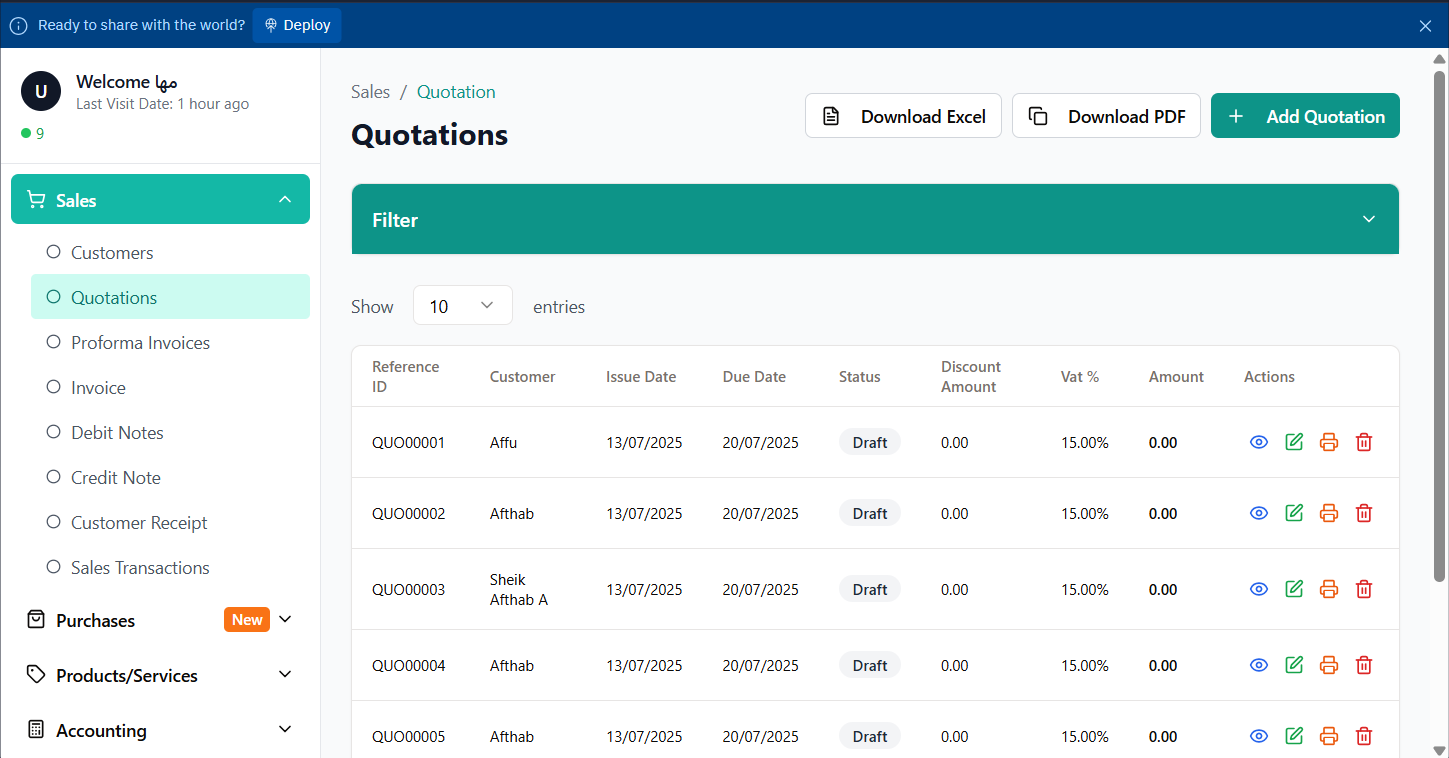 Ready to share with the world? Deploy
U
Welcome مها
Last Visit Date: 1 hour ago
9
Sales
Customers
Quotations
Proforma Invoices
Invoice
Debit Notes
Credit Note
Customer Receipt
Sales Transactions
Purchases New
Products/Services
Accounting
Sales / Quotation
Quotations
Download Excel Download PDF Add Quotation
Filter
Show 10 entries
Reference ID Customer Issue Date Due Date Status Discount Amount Vat % Amount Actions
QUO00001 Affu 13/07/2025 20/07/2025 Draft 0.00 15.00% 0.00
QUO00002 Afthab 13/07/2025 20/07/2025 Draft 0.00 15.00% 0.00
QUO00003 Sheik Afthab A 13/07/2025 20/07/2025 Draft 0.00 15.00% 0.00
QUO00004 Afthab 13/07/2025 20/07/2025 Draft 0.00 15.00% 0.00
QUO00005 Afthab 13/07/2025 20/07/2025 Draft 0.00 15.00% 0.00